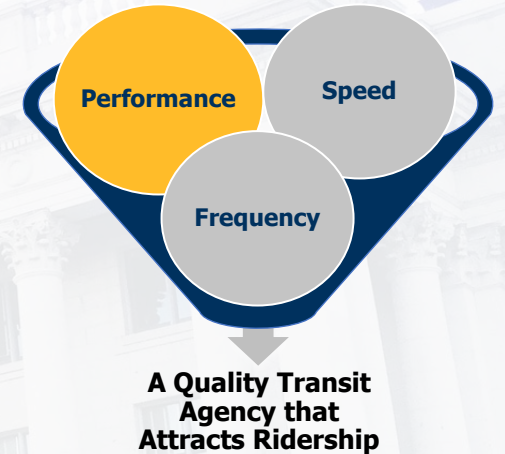 Performance
Speed
Frequency
A Quality Transit
Agency that
Attracts Ridership